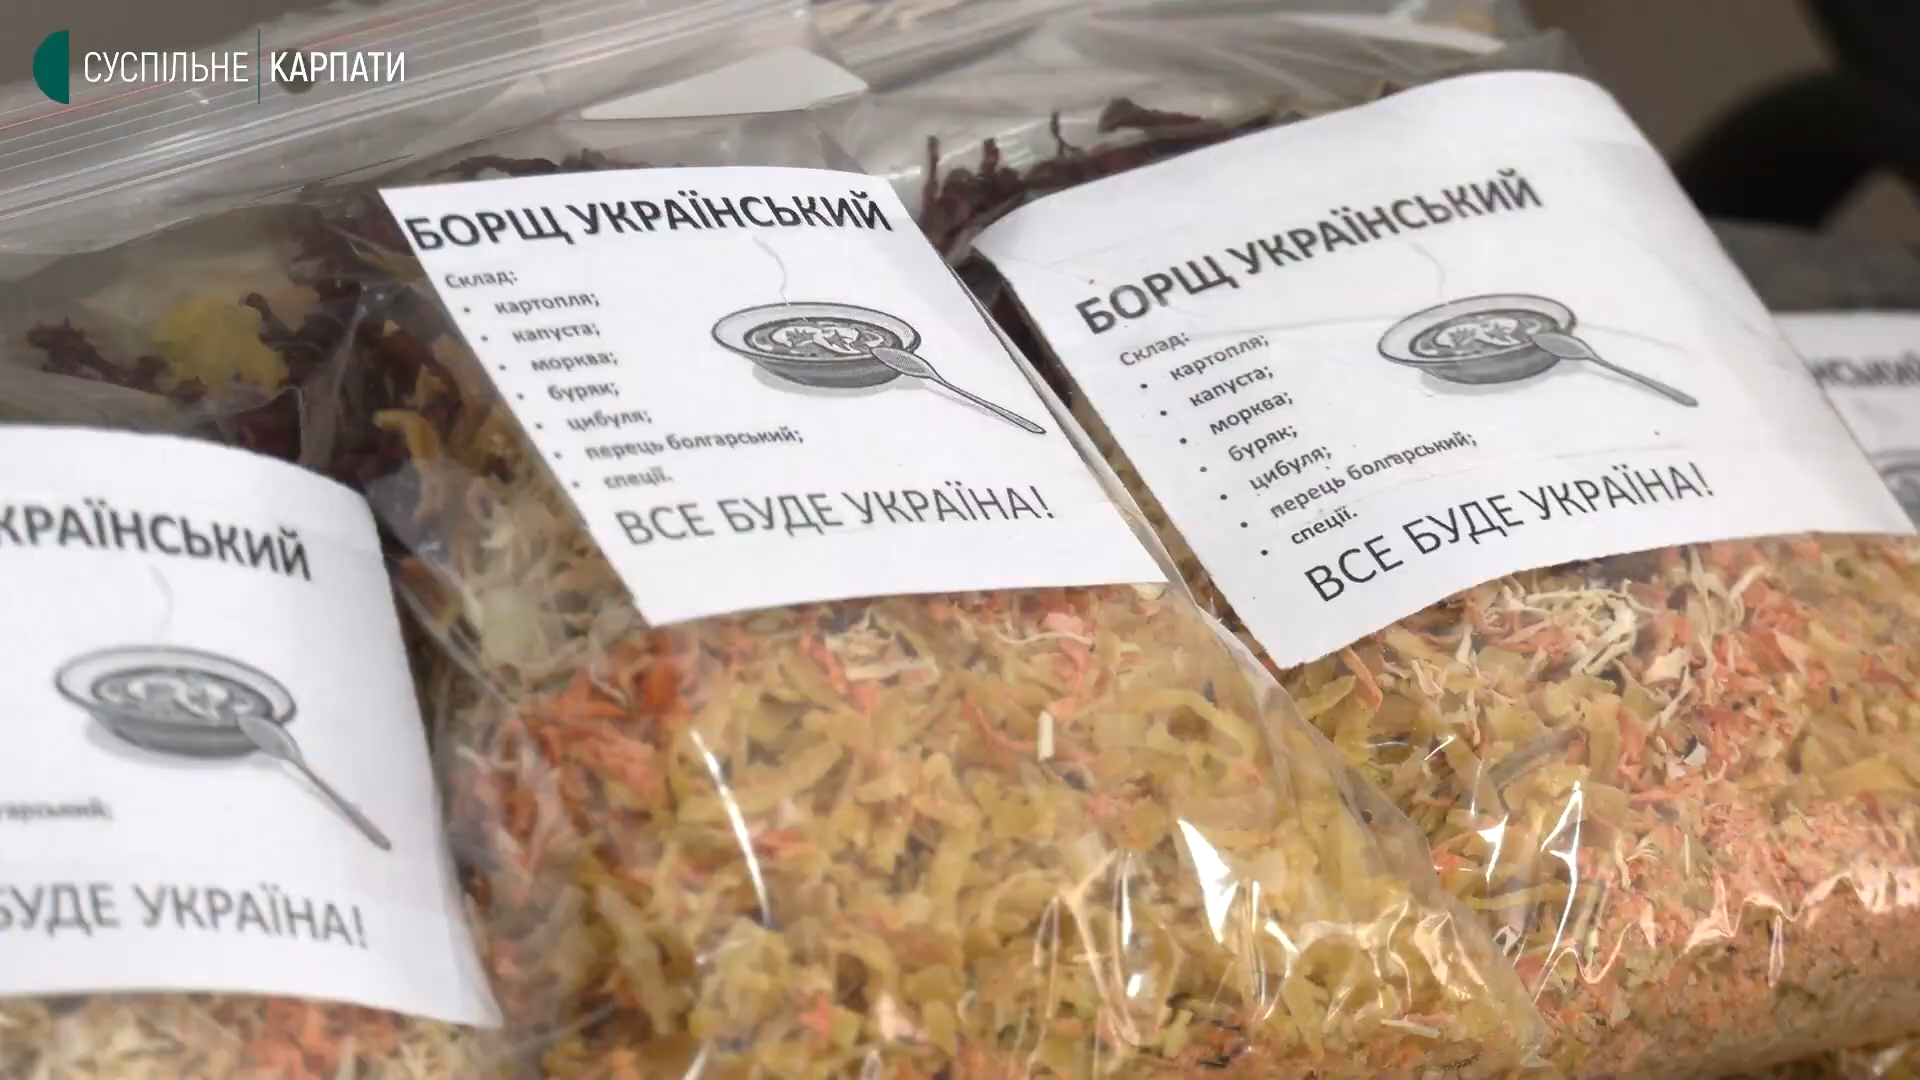 СУСПІЛЬНЕ КАРПАТИ
БОРЩ УКРАЇНСЬКИЙ
Склад:
• картопля;
• капуста;
• морква;
• буряк;
• цибуля;
• перець болгарський;
• спеції.
ВСЕ БУДЕ УКРАЇНА!
БОРЩ УКРАЇНСЬКИЙ
Склад:
• картопля;
• капуста;
• морква;
• буряк;
• цибуля;
• перець болгарський;
• спеції.
ВСЕ БУДЕ УКРАЇНА!
КРАЇНСЬКИЙ
гарський;
БУДЕ УКРАЇНА!